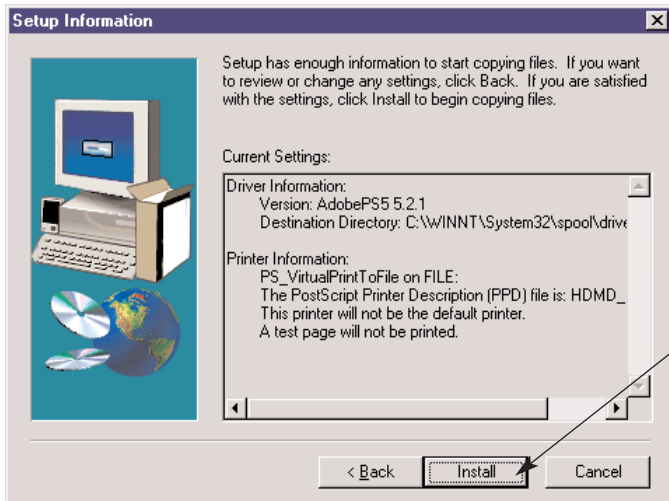 Setup Information
Setup has enough information to start copying files. If you want
to review or change any settings, click Back. If you are satisfied
with the settings, click Install to begin copying files.
Current Settings:
Driver Information:
Version: AdobePS5 5.2.1
Destination Directory: C:\WINNT\System32\spool\drive
Printer Information:
PS_VirtualPrintToFile on FILE:
The PostScript Printer Description (PPD) file is: HDMD_
This printer will not be the default printer.
A test page will not be printed.
< Back
Install
Cancel